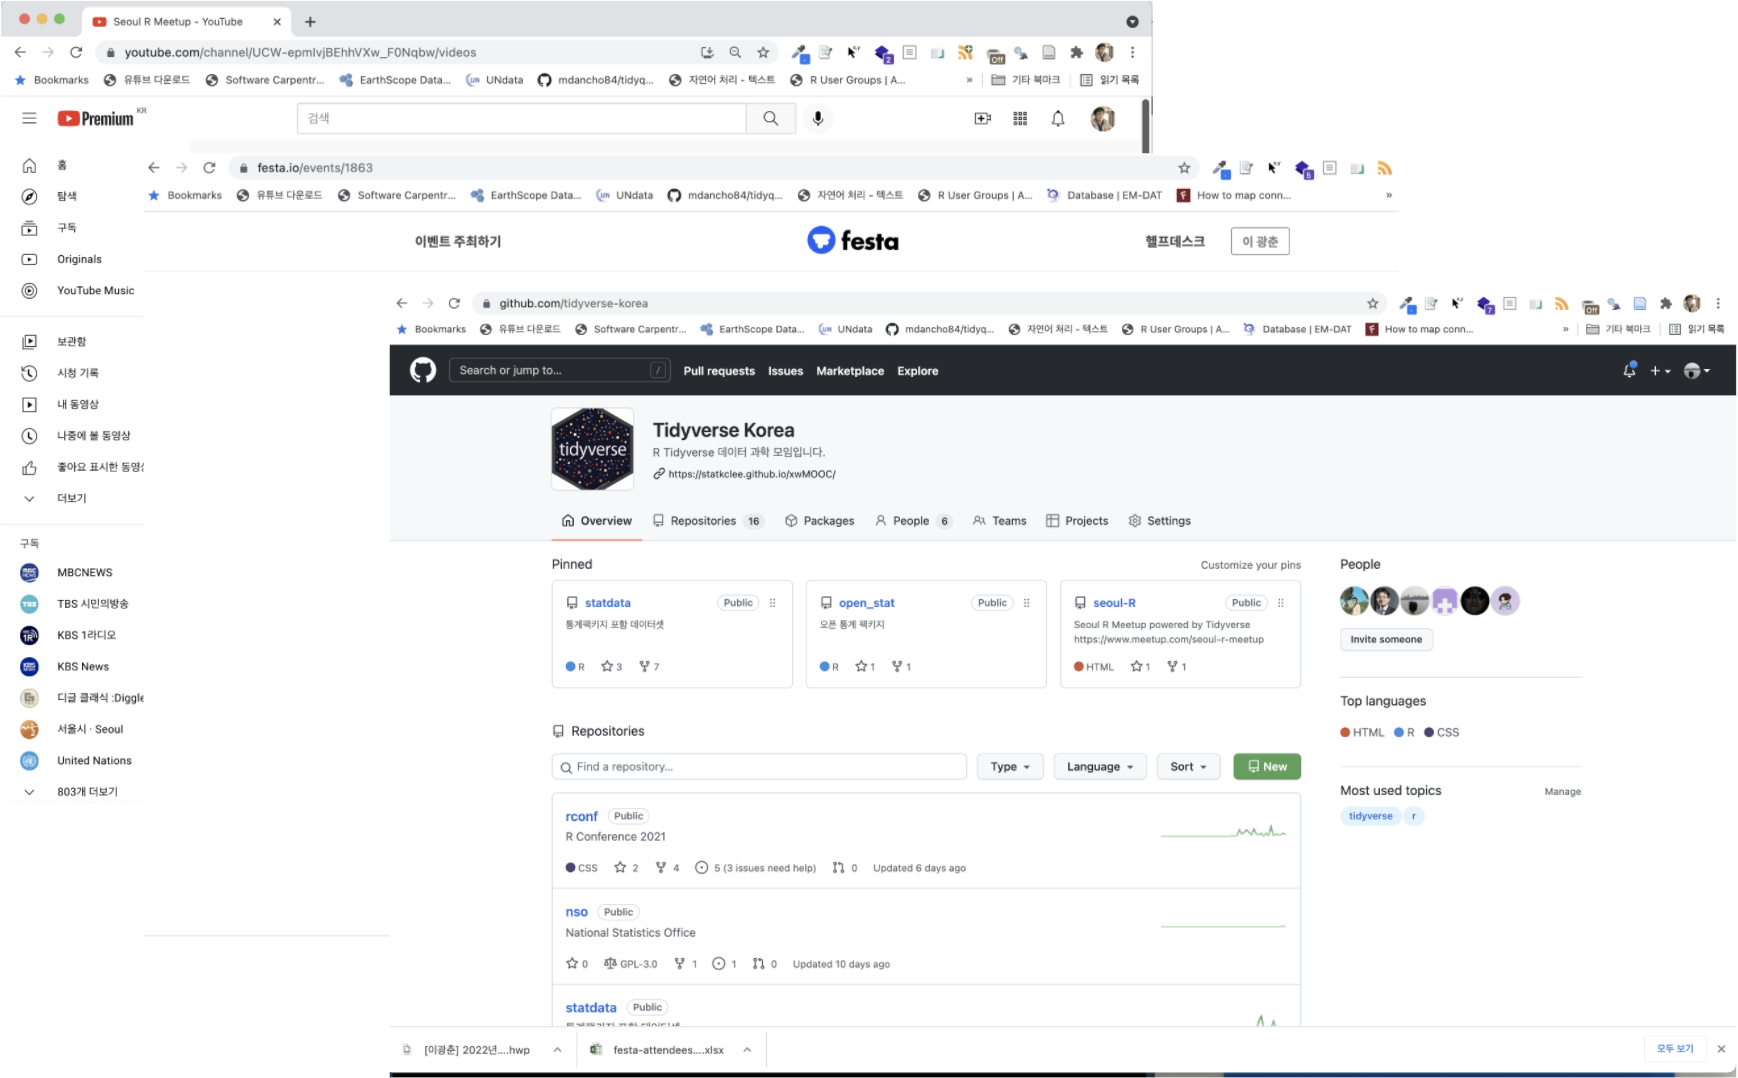 Seoul R Meetup - YouTube
youtube.com/channel/UCW-epmIvjBEhhVXw_F0Nqbw/videos
Bookmarks 유튜브 다운로드 Software Carpentr... EarthScope Data... UNdata mdancho84/tidyq... 자연어 처리 - 텍스트 R User Groups | A... » 기타 북마크 읽기 목록
Premium KR
검색
홈
탐색
구독
Originals
YouTube Music
보관함
시청 기록
내 동영상
나중에 볼 동영상
좋아요 표시한 동영상
더보기
구독
MBCNEWS
TBS 시민의방송
KBS 1라디오
KBS News
디글 클래식 :Diggle
서울시 · Seoul
United Nations
803개 더보기
festa.io/events/1863
Bookmarks 유튜브 다운로드 Software Carpentr... EarthScope Data... UNdata mdancho84/tidyq... 자연어 처리 - 텍스트 R User Groups | A... Database | EM-DAT How to map conn... »
이벤트 주최하기 festa 헬프데스크 이 광춘
github.com/tidyverse-korea
Bookmarks 유튜브 다운로드 Software Carpentr... EarthScope Data... UNdata mdancho84/tidyq... 자연어 처리 - 텍스트 R User Groups | A... Database | EM-DAT How to map conn... » 기타 북마크 읽기 목록
Search or jump to... / Pull requests Issues Marketplace Explore
tidyverse
Tidyverse Korea
R Tidyverse 데이터 과학 모임입니다.
https://statkclee.github.io/xwMOOC/
Overview Repositories 16 Packages People 6 Teams Projects Settings
Pinned Customize your pins
statdata Public
통계팩키지 포함 데이터셋
R 3 7
open_stat Public
오픈 통계 팩키지
R 1 1
seoul-R Public
Seoul R Meetup powered by Tidyverse
https://www.meetup.com/seoul-r-meetup
HTML 1 1
Repositories
Find a repository... Type Language Sort New
rconf Public
R Conference 2021
CSS 2 4 5 (3 issues need help) 0 Updated 6 days ago
nso Public
National Statistics Office
0 GPL-3.0 1 1 0 Updated 10 days ago
statdata Public
통계팩키지 포함 데이터셋
People
Invite someone
Top languages
HTML R CSS
Most used topics Manage
tidyverse r
[이광춘] 2022년....hwp festa-attendees....xlsx 모두 보기